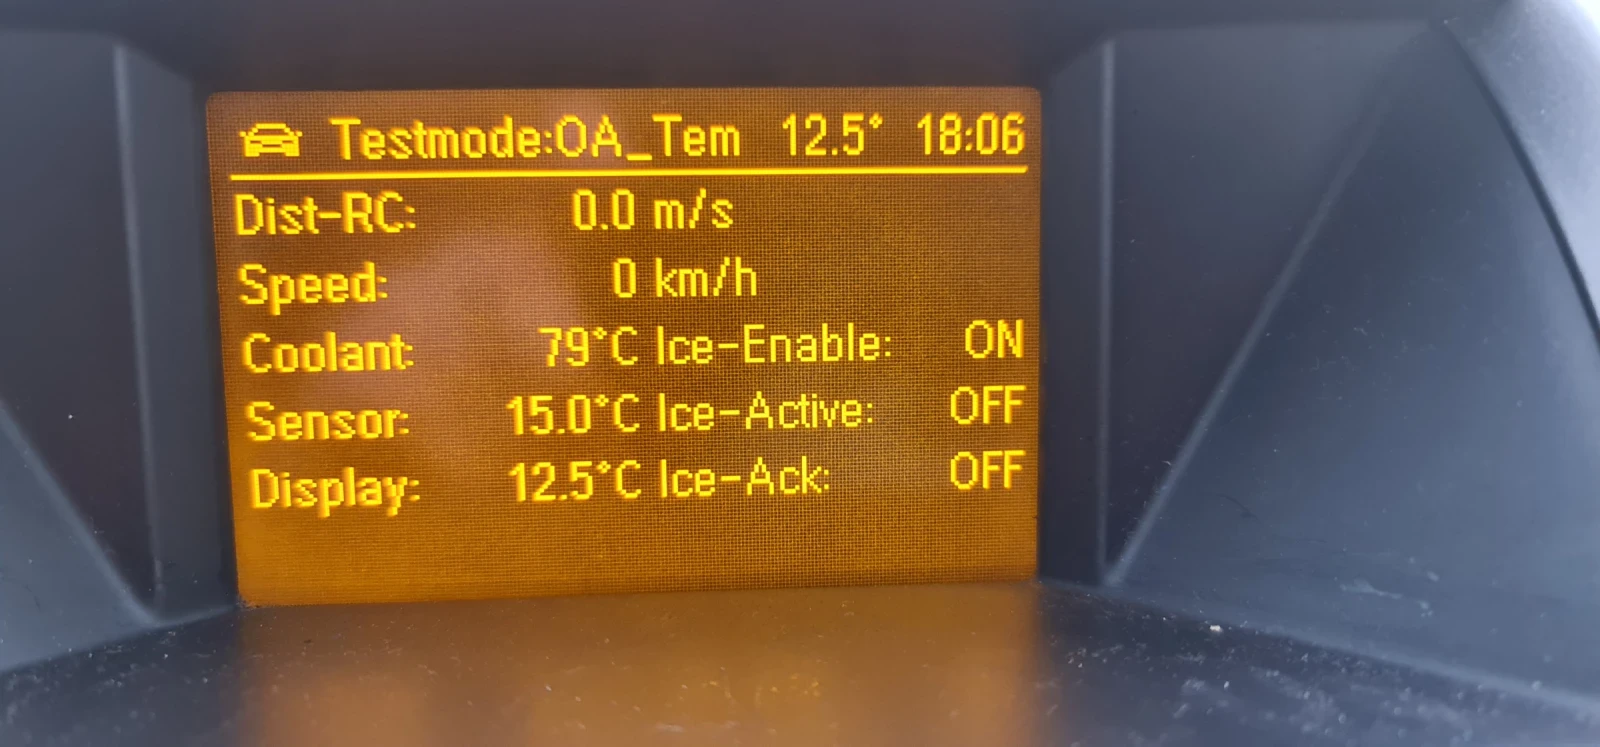 Testmode:OA_Tem 12.5° 18:06
Dist-RC: 0.0 m/s
Speed: 0 km/h
Coolant: 79°C Ice-Enable: ON
Sensor: 15.0°C Ice-Active: OFF
Display: 12.5°C Ice-Ack: OFF